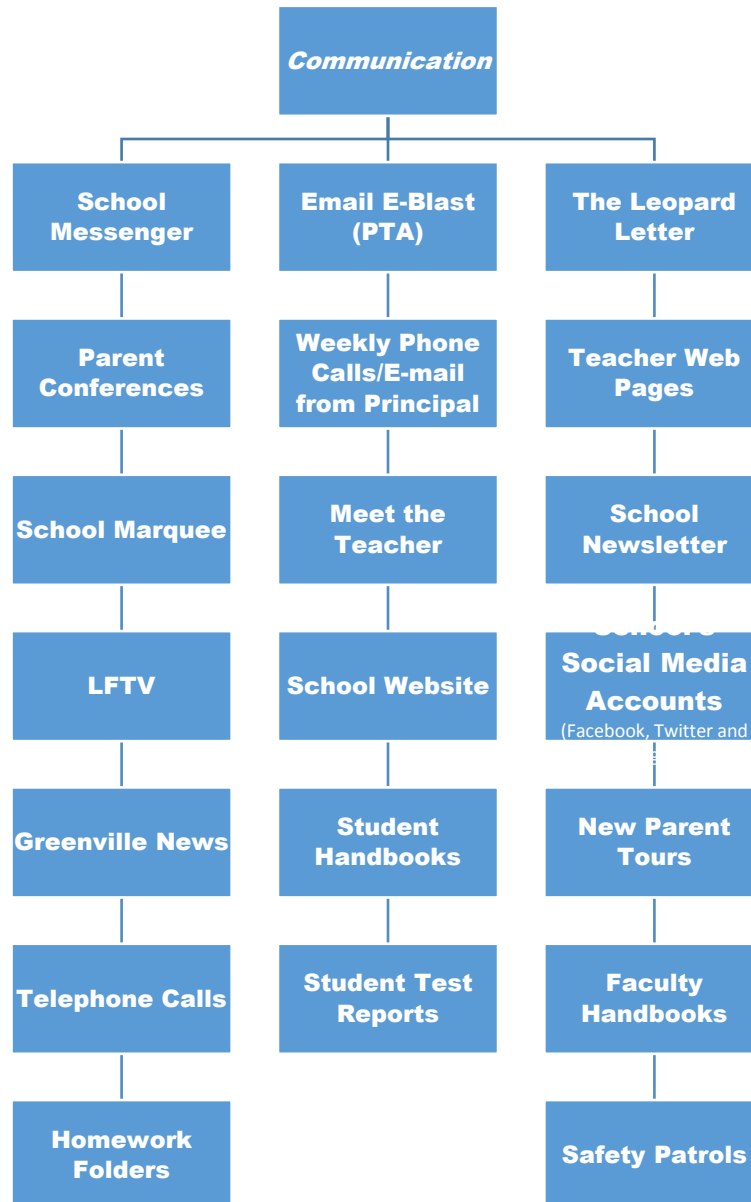 Communication
School
Messenger
Email E-Blast
(PTA)
The Leopard
Letter
Parent
Conferences
Weekly Phone
Calls/E-mail
from Principal
Teacher Web
Pages
School Marquee
Meet the
Teacher
School
Newsletter
LFTV
School Website
School's
Social Media
Accounts
(Facebook, Twitter and
Greenville News
Student
Handbooks
New Parent
Tours
Telephone Calls
Student Test
Reports
Faculty
Handbooks
Homework
Folders
Safety Patrols